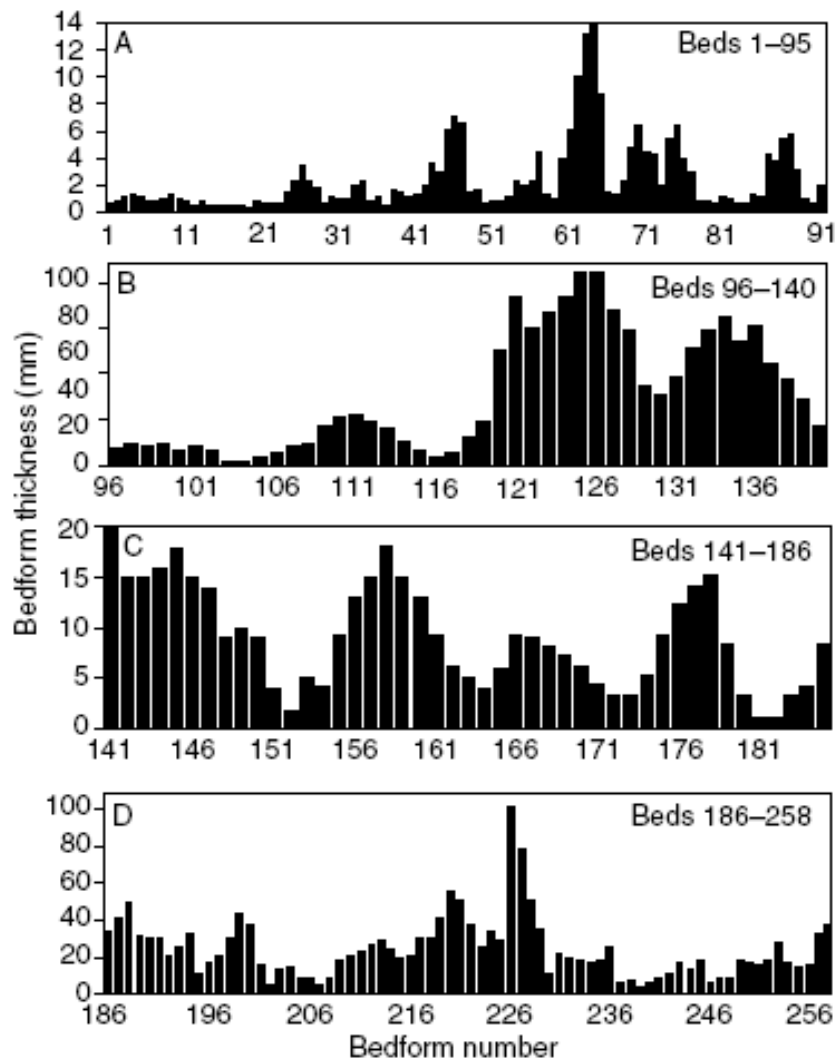 14
A
Beds 1–95
12
10
8
6
4
2
0
1 11 21 31 41 51 61 71 81 91
100
B
Beds 96–140
80
60
40
20
0
96 101 106 111 116 121 126 131 136
Bedform thickness (mm)
20
C
Beds 141–186
15
10
5
0
141 146 151 156 161 166 171 176 181
100
D
Beds 186–258
80
60
40
20
0
186 196 206 216 226 236 246 256
Bedform number